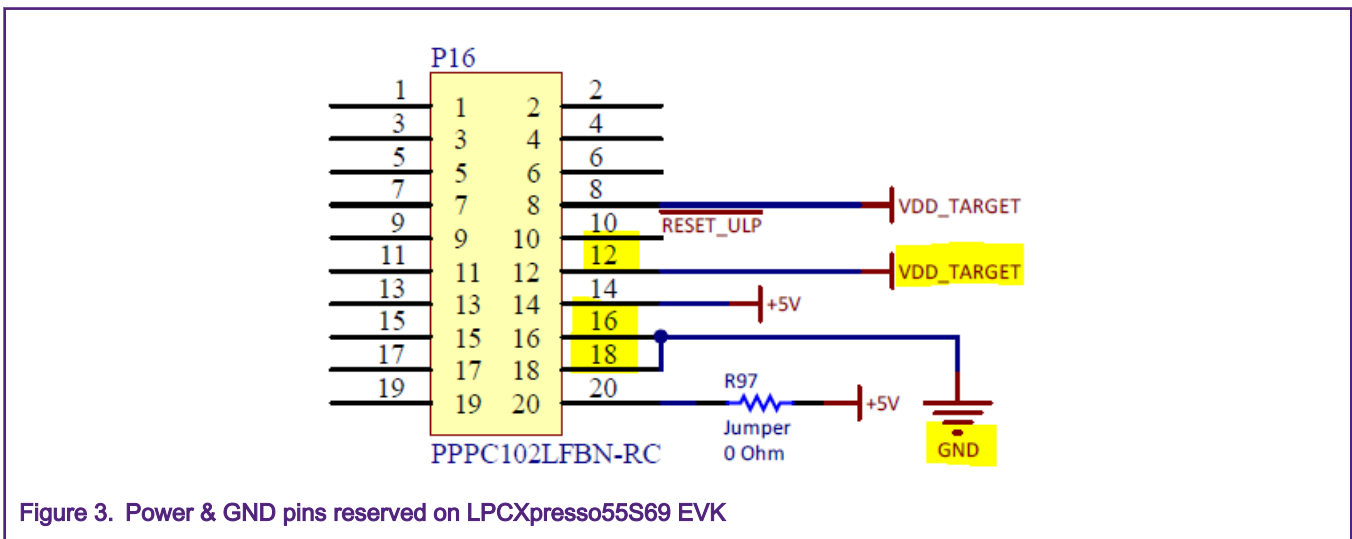 P16
1 1 2 2
3 3 4 4
5 5 6 6
7 7 8 8 VDD_TARGET
RESET_ULP
9 9 10 10
11 11 12 12 VDD_TARGET
13 13 14 14 +5V
15 15 16 16
17 17 18 18
19 19 20 20 R97 +5V
Jumper
0 Ohm
GND
PPPC102LFBN-RC
Figure 3. Power & GND pins reserved on LPCXpresso55S69 EVK